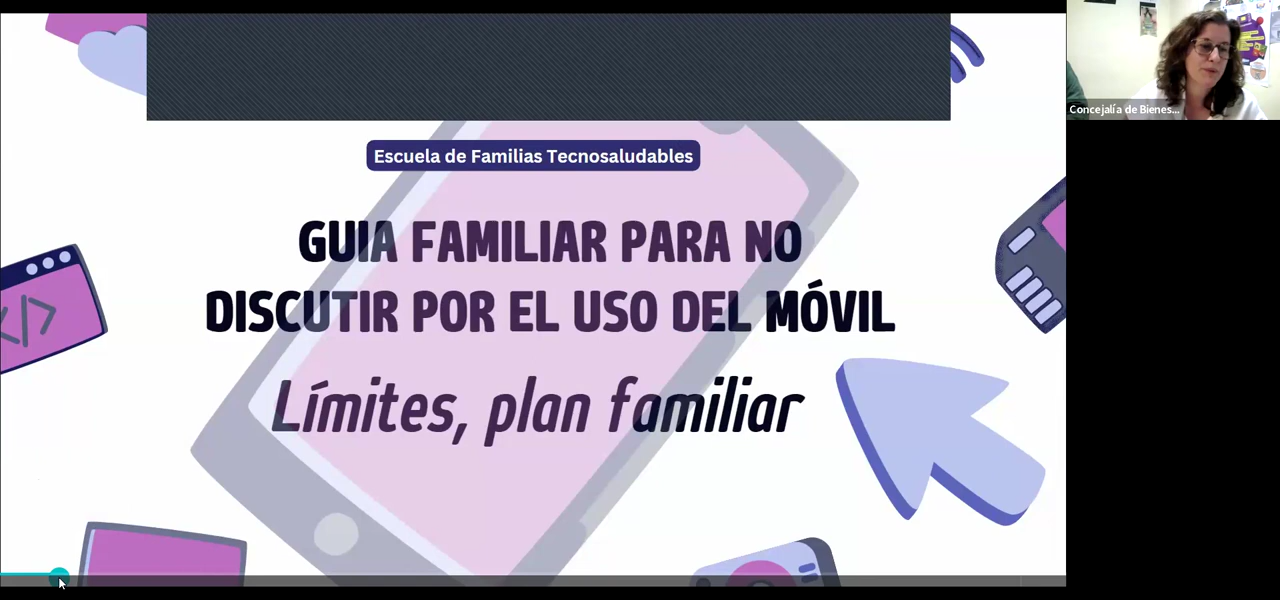 Escuela de Familias Tecnosaludables
GUIA FAMILIAR PARA NO
DISCUTIR POR EL USO DEL MÓVIL
Límites, plan familiar
</>
Concejalía de Bienes...